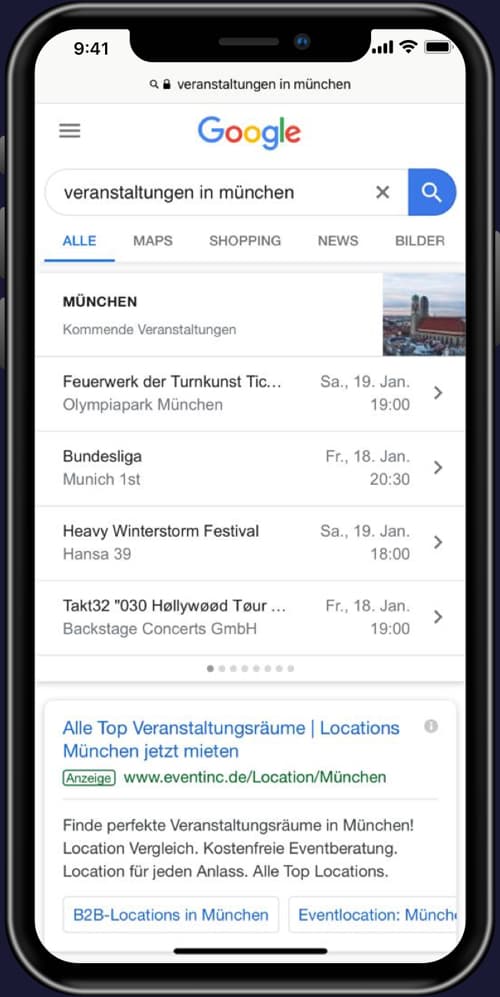 9:41
veranstaltungen in münchen
Google
veranstaltungen in münchen
ALLE MAPS SHOPPING NEWS BILDER
MÜNCHEN
Kommende Veranstaltungen
Feuerwerk der Turnkunst Tic... Sa., 19. Jan.
Olympiapark München 19:00
Bundesliga Fr., 18. Jan.
Munich 1st 20:30
Heavy Winterstorm Festival Sa., 19. Jan.
Hansa 39 18:00
Takt32 "030 Høllywøød Tøur ... Fr., 18. Jan.
Backstage Concerts GmbH 19:00
Alle Top Veranstaltungsräume | Locations
München jetzt mieten
Anzeige www.eventinc.de/Location/München
Finde perfekte Veranstaltungsräume in München!
Location Vergleich. Kostenfreie Eventberatung.
Location für jeden Anlass. Alle Top Locations.
B2B-Locations in München Eventlocation: Münch